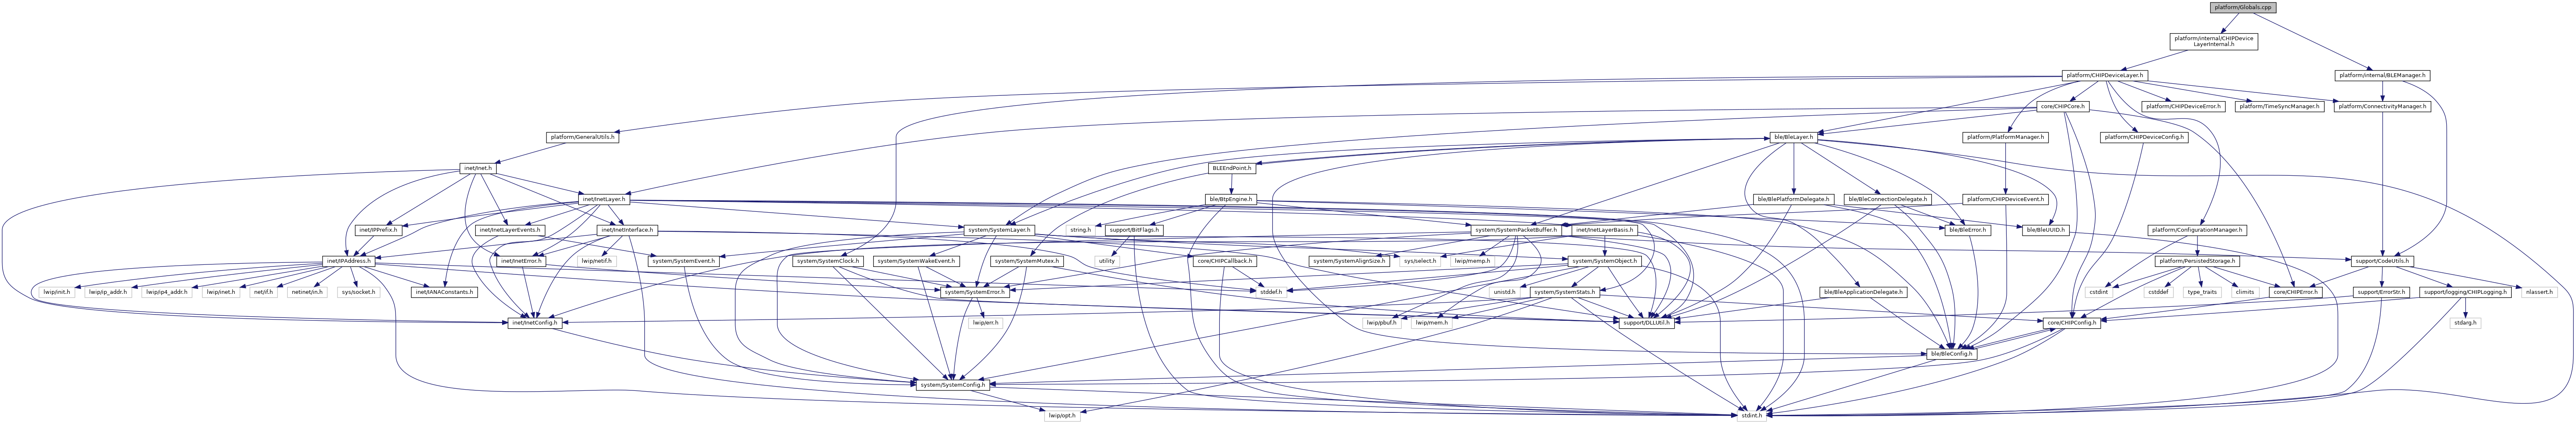 platform/Globals.cpp
platform/internal/CHIPDevice
LayerInternal.h
platform/CHIPDeviceLayer.h
platform/internal/BLEManager.h
core/CHIPCore.h
platform/CHIPDeviceError.h
platform/TimeSyncManager.h
platform/ConnectivityManager.h
platform/GeneralUtils.h
ble/BleLayer.h
platform/PlatformManager.h
platform/CHIPDeviceConfig.h
inet/Inet.h
BLEEndPoint.h
inet/InetLayer.h
ble/BtpEngine.h
ble/BlePlatformDelegate.h
ble/BleConnectionDelegate.h
platform/CHIPDeviceEvent.h
inet/IPPrefix.h
inet/InetLayerEvents.h
inet/InetInterface.h
system/SystemLayer.h
string.h
support/BitFlags.h
system/SystemPacketBuffer.h
inet/InetLayerBasis.h
ble/BleError.h
ble/BleUUID.h
platform/ConfigurationManager.h
inet/IPAddress.h
inet/InetError.h
lwip/netif.h
system/SystemEvent.h
system/SystemClock.h
system/SystemWakeEvent.h
system/SystemMutex.h
utility
core/CHIPCallback.h
system/SystemAlignSize.h
sys/select.h
lwip/memp.h
system/SystemObject.h
platform/PersistedStorage.h
support/CodeUtils.h
lwip/init.h
lwip/ip_addr.h
lwip/ip4_addr.h
lwip/inet.h
net/if.h
netinet/in.h
sys/socket.h
inet/IANAConstants.h
system/SystemError.h
stddef.h
unistd.h
system/SystemStats.h
ble/BleApplicationDelegate.h
cstdint
cstddef
type_traits
climits
core/CHIPError.h
support/ErrorStr.h
support/logging/CHIPLogging.h
nlassert.h
inet/InetConfig.h
lwip/err.h
lwip/pbuf.h
lwip/mem.h
support/DLLUtil.h
core/CHIPConfig.h
stdarg.h
ble/BleConfig.h
system/SystemConfig.h
lwip/opt.h
stdint.h